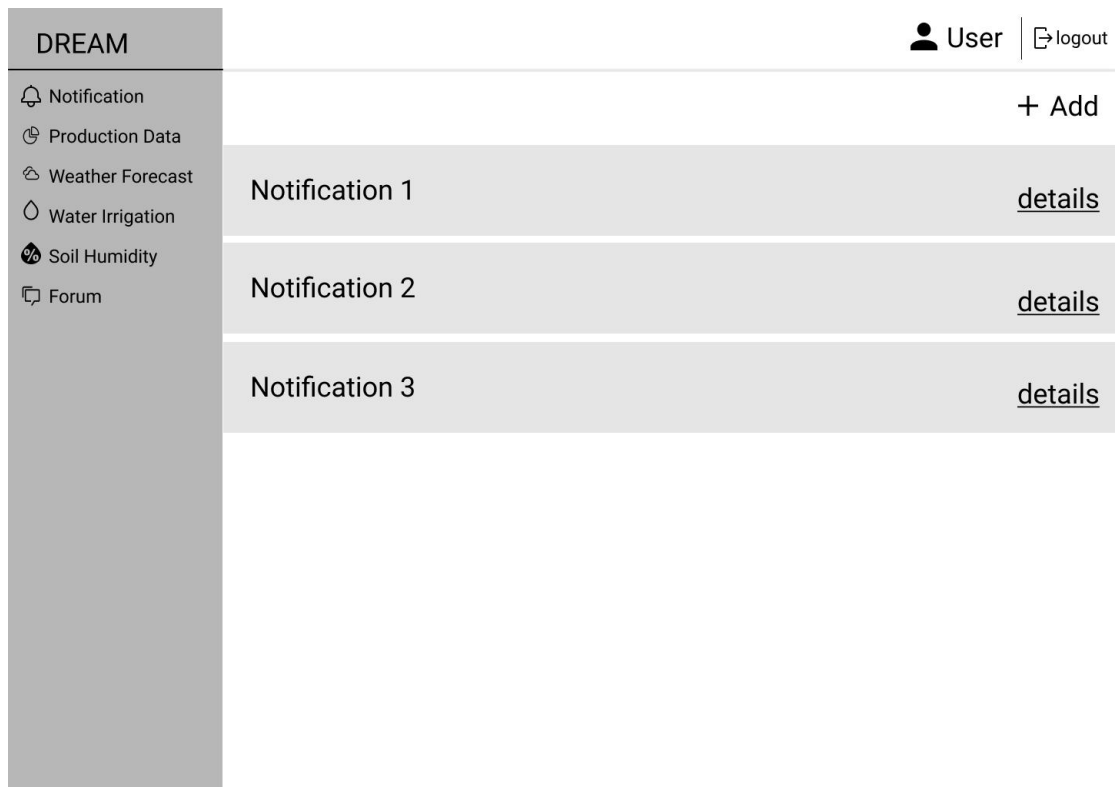 DREAM
User
logout
Notification
Production Data
Weather Forecast
Water Irrigation
Soil Humidity
Forum
+ Add
Notification 1
details
Notification 2
details
Notification 3
details